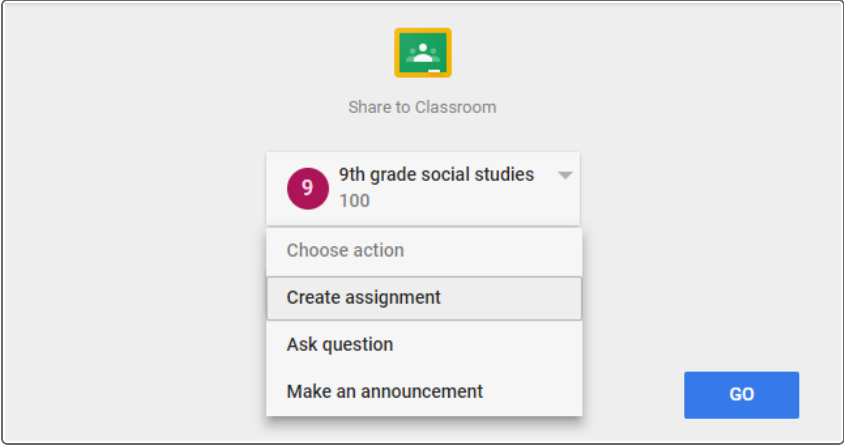 Share to Classroom
9
9th grade social studies
100
Choose action
Create assignment
Ask question
Make an announcement
GO